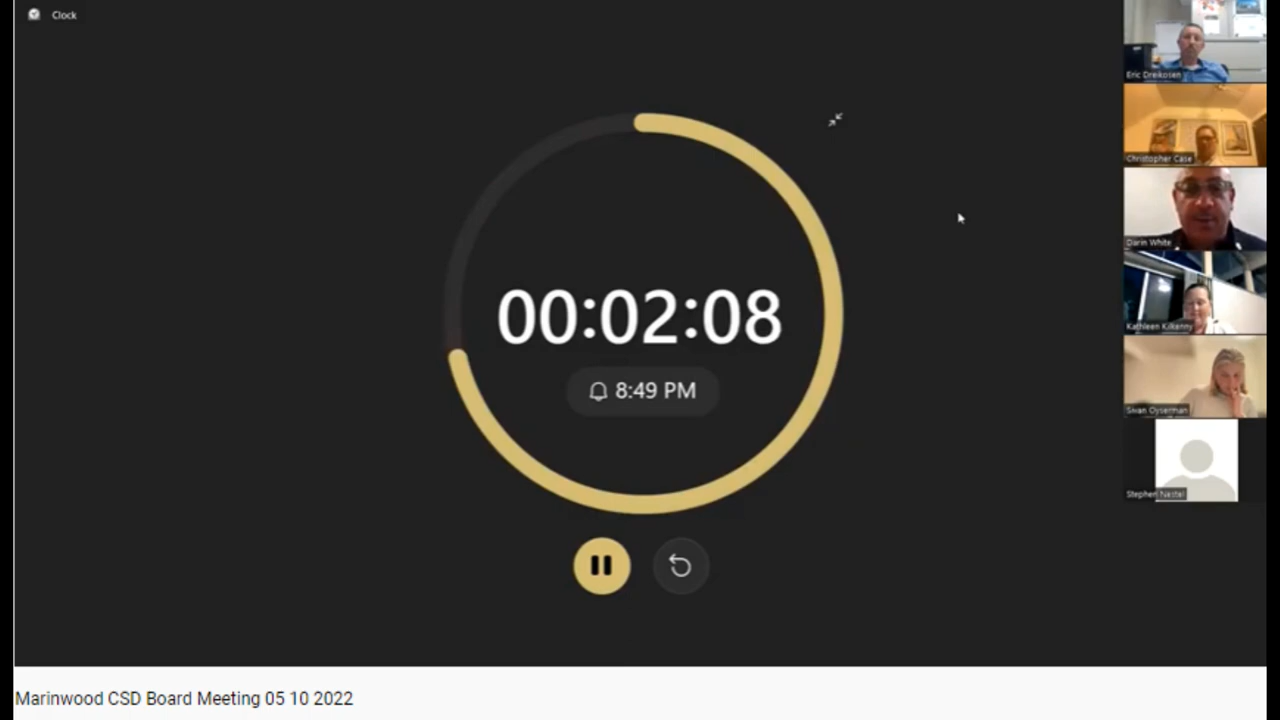 Clock
Eric Dreikosen
Christopher Case
Darin White
Kathleen Kilkenny
Sivan Oyserman
Stephen Nastel
00:02:08
8:49 PM
Marinwood CSD Board Meeting 05 10 2022